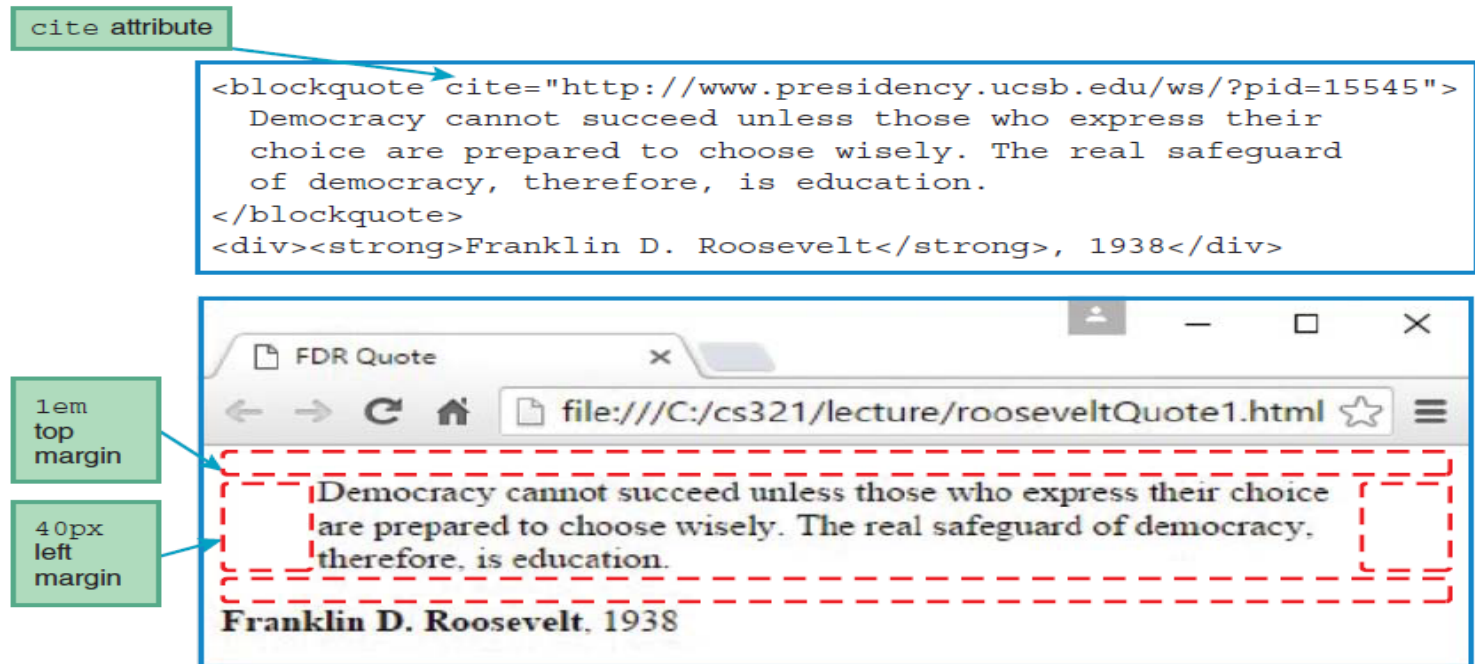 cite attribute
<blockquote cite="http://www.presidency.ucsb.edu/ws/?pid=15545">
Democracy cannot succeed unless those who express their
choice are prepared to choose wisely. The real safeguard
of democracy, therefore, is education.
</blockquote>
<div><strong>Franklin D. Roosevelt</strong>, 1938</div>
FDR Quote
file:///C:/cs321/lecture/rooseveltQuote1.html
1em
top
margin
Democracy cannot succeed unless those who express their choice
are prepared to choose wisely. The real safeguard of democracy,
therefore, is education.
40px
left
margin
Franklin D. Roosevelt, 1938